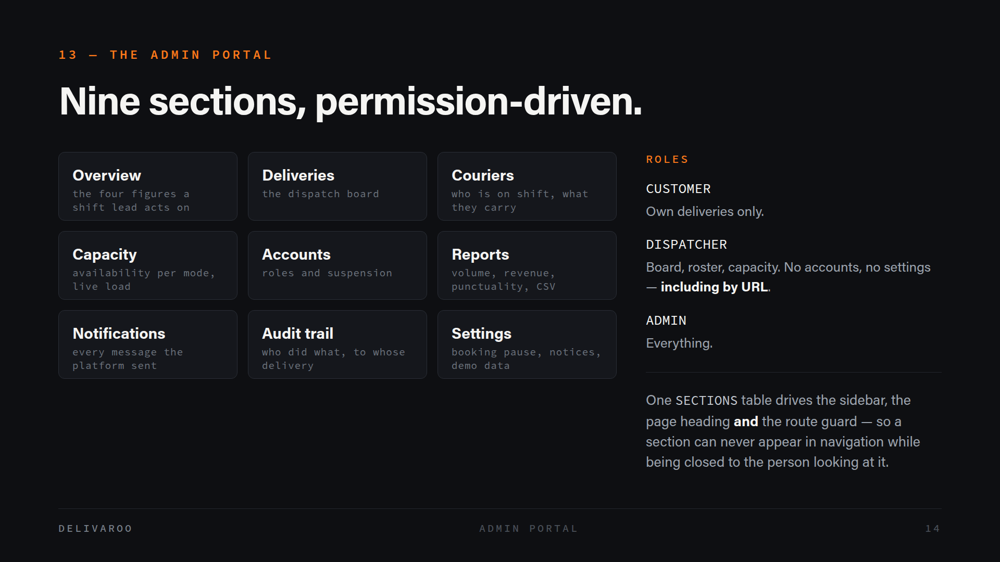 13 — THE ADMIN PORTAL
Nine sections, permission-driven.
Overview
the four figures a
shift lead acts on
Deliveries
the dispatch board
Couriers
who is on shift, what
they carry
Capacity
availability per mode,
live load
Accounts
roles and suspension
Reports
volume, revenue,
punctuality, CSV
Notifications
every message the
platform sent
Audit trail
who did what, to whose
delivery
Settings
booking pause, notices,
demo data
ROLES
CUSTOMER
Own deliveries only.
DISPATCHER
Board, roster, capacity. No accounts, no settings
— including by URL.
ADMIN
Everything.
One SECTIONS table drives the sidebar, the
page heading and the route guard — so a
section can never appear in navigation while
being closed to the person looking at it.
DELIVAROO
ADMIN PORTAL
14